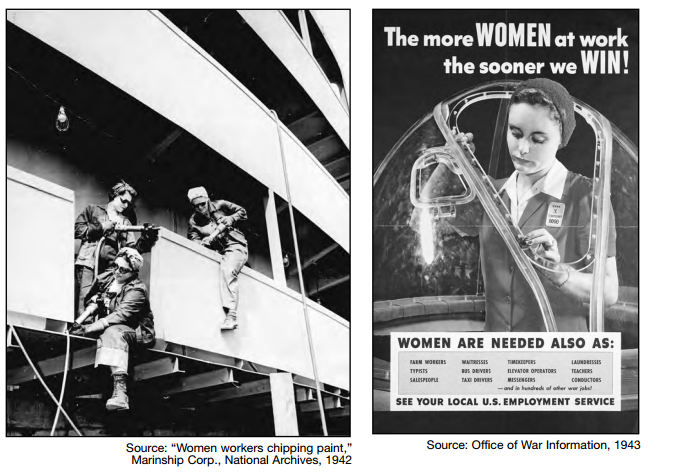 The more WOMEN at work
the sooner we WIN!
WOMEN ARE NEEDED ALSO AS:
FARM WORKERS WAITRESSES TIMEKEEPERS LAUNDRESSES
TYPISTS BUS DRIVERS ELEVATOR OPERATORS TEACHERS
SALESPEOPLE TAXI DRIVERS MESSENGERS CONDUCTORS
—and in hundreds of other war jobs!
SEE YOUR LOCAL U.S. EMPLOYMENT SERVICE
Source: “Women workers chipping paint,”
Marinship Corp., National Archives, 1942
Source: Office of War Information, 1943